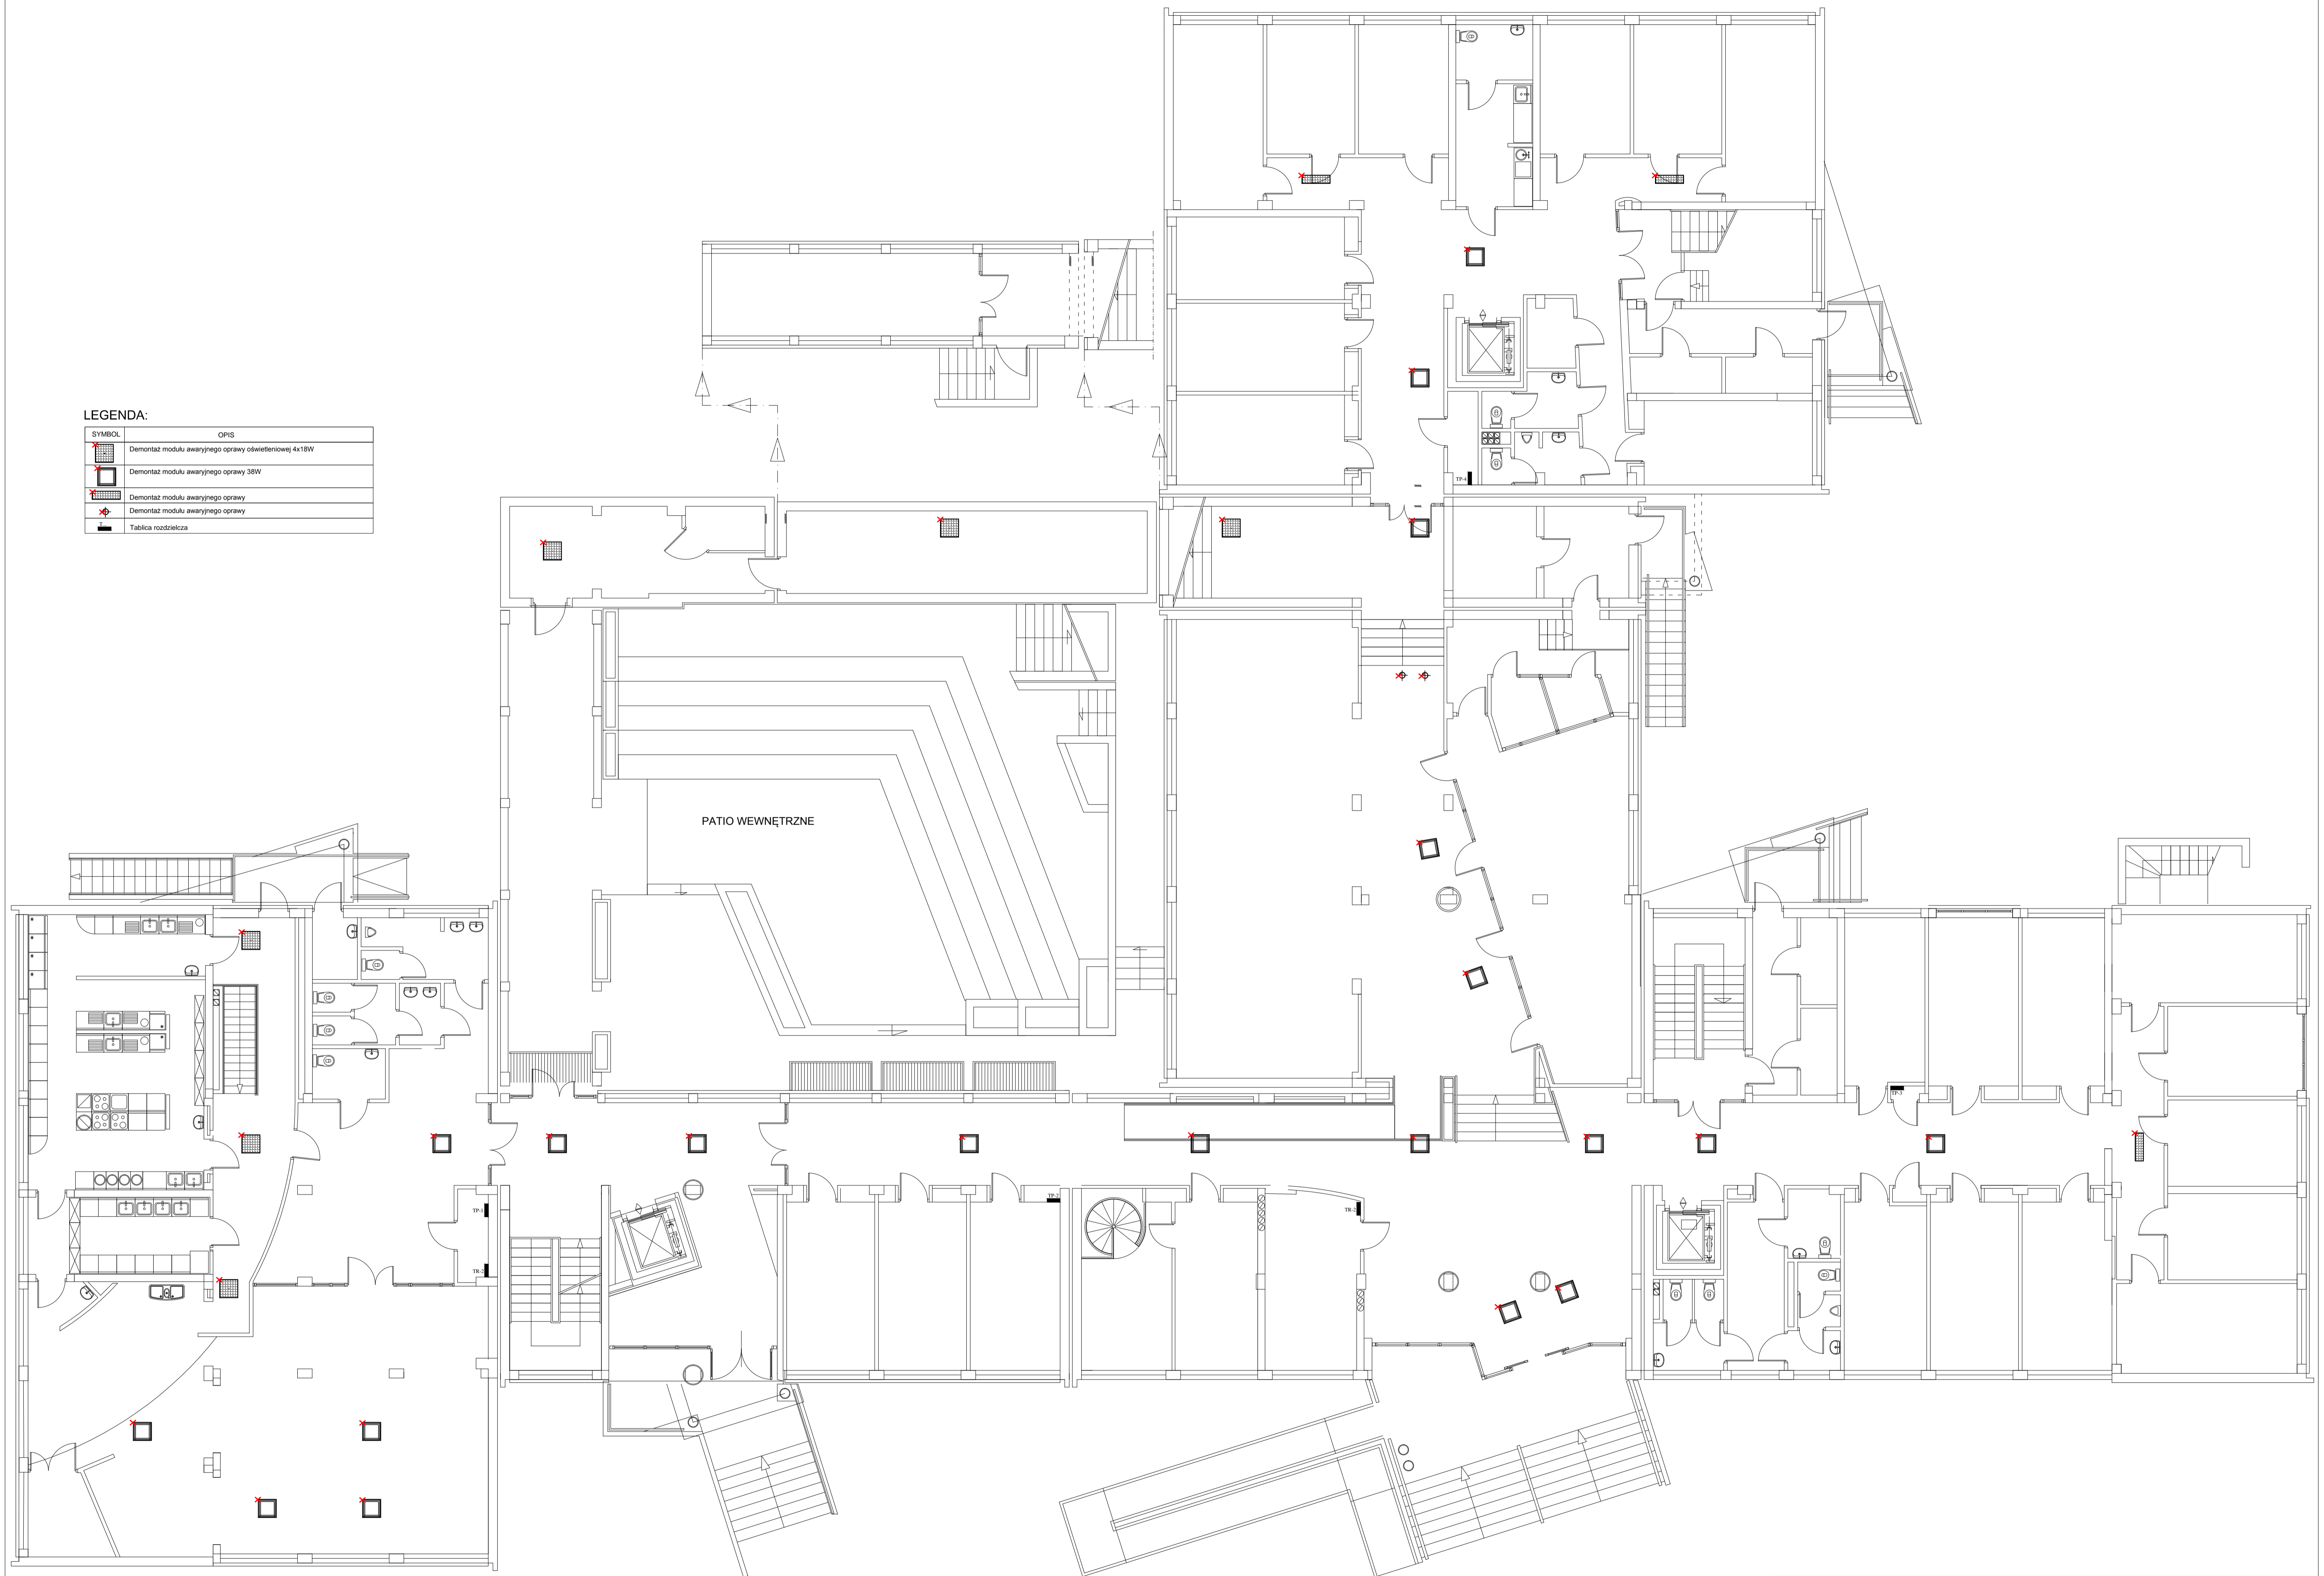 LEGENDA:
SYMBOL OPIS
Demontaż modułu awaryjnego oprawy oświetleniowej 4x18W
Demontaż modułu awaryjnego oprawy 38W
Demontaż modułu awaryjnego oprawy
Demontaż modułu awaryjnego oprawy
T... Tablica rozdzielcza
TP-4
PATIO WEWNĘTRZNE
TP-3
TP-1
TP-2
TR-2
TR-2